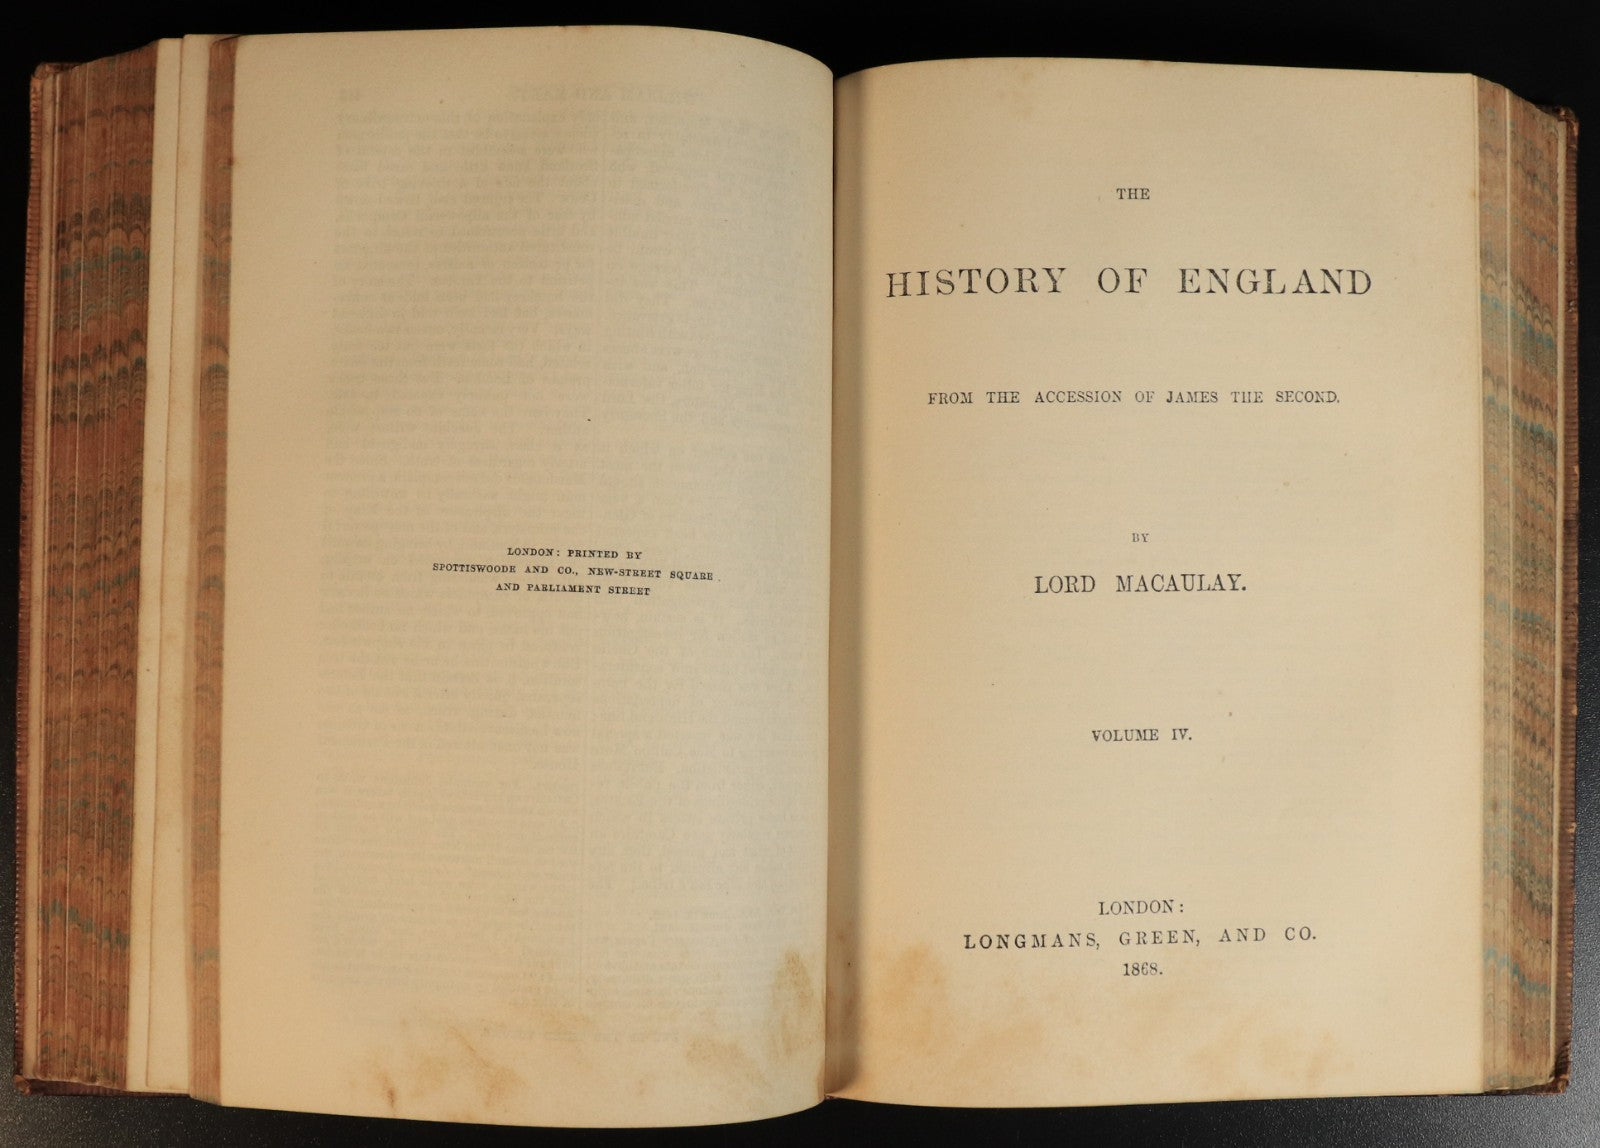 LONDON: PRINTED BY
SPOTTISWOODE AND CO., NEW-STREET SQUARE
AND PARLIAMENT STREET
THE
HISTORY OF ENGLAND
FROM THE ACCESSION OF JAMES THE SECOND.
BY
LORD MACAULAY.
VOLUME IV.
LONDON:
LONGMANS, GREEN, AND CO.
1868.